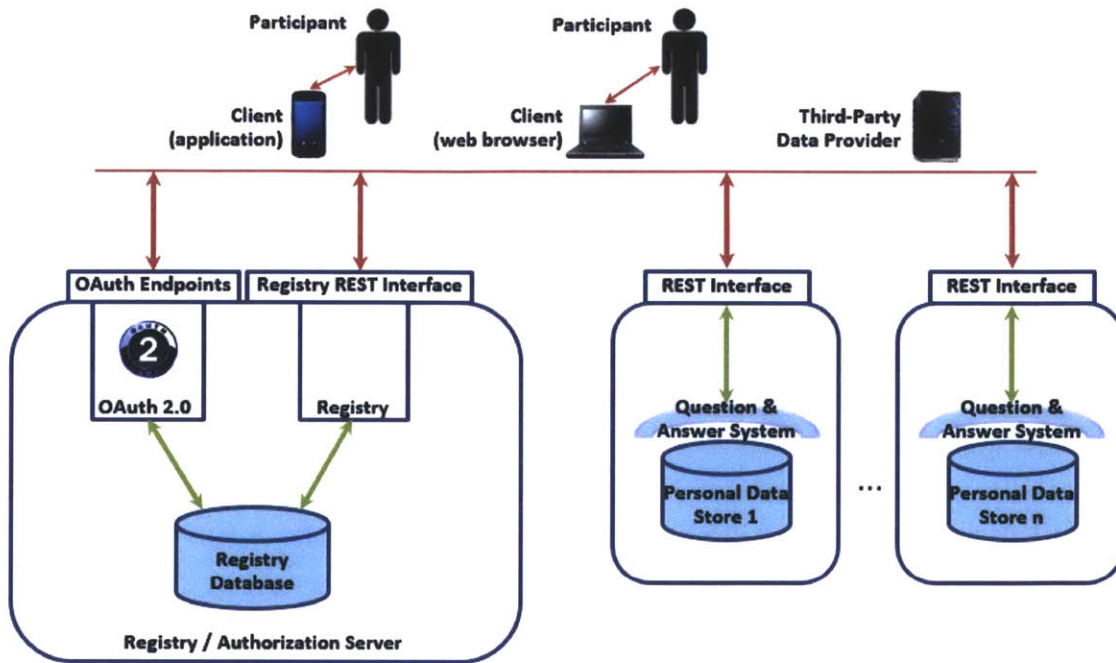 Participant
Participant
Client
(application)
Client
(web browser)
Third-Party
Data Provider
OAuth Endpoints
Registry REST Interface
REST Interface
REST Interface
OAUTH
2
OAuth 2.0
Registry
Question &
Answer System
Question &
Answer System
Personal Data
Store 1
...
Personal Data
Store n
Registry
Database
Registry / Authorization Server